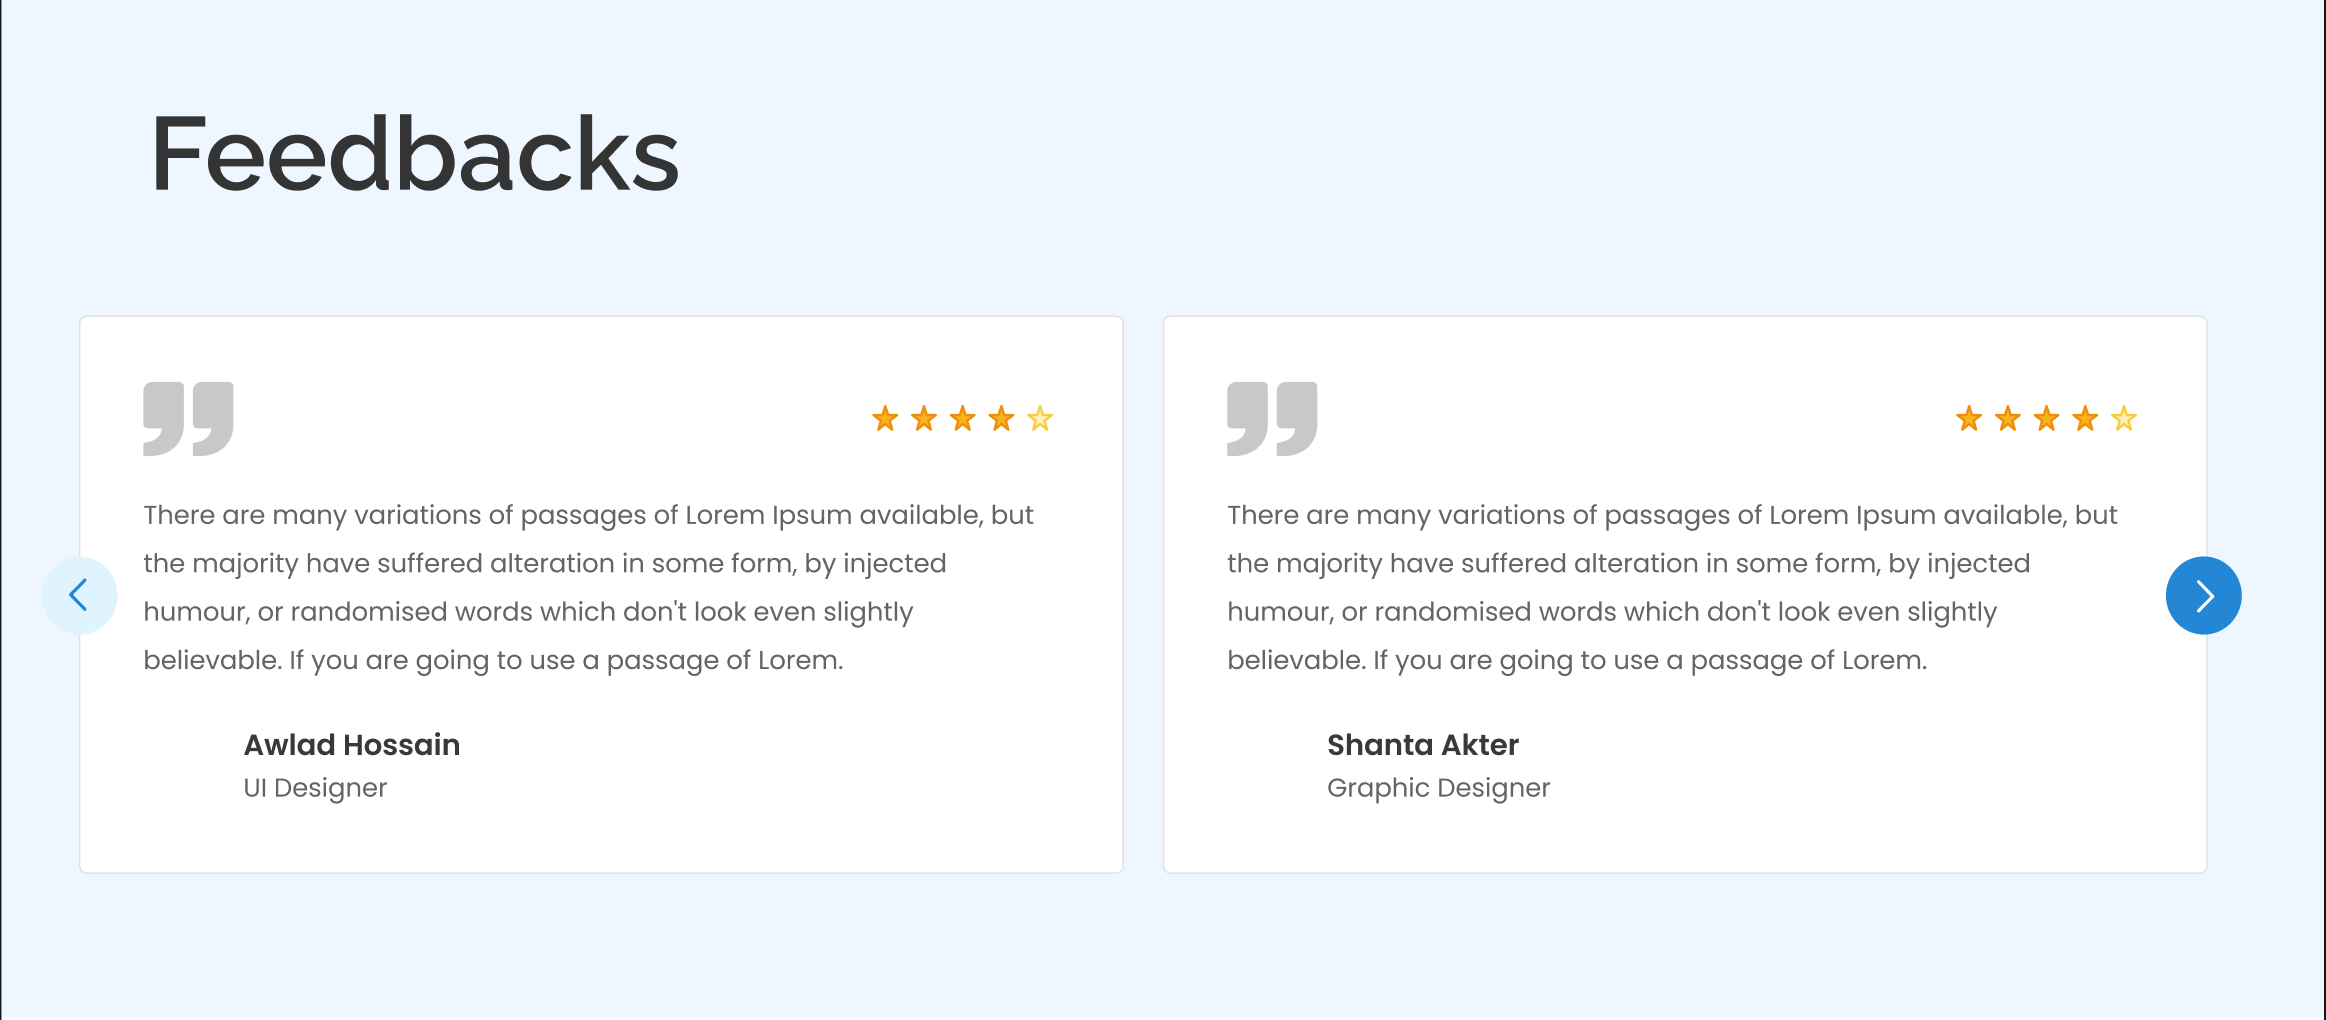 Feedbacks
There are many variations of passages of Lorem Ipsum available, but
the majority have suffered alteration in some form, by injected
humour, or randomised words which don't look even slightly
believable. If you are going to use a passage of Lorem.
Awlad Hossain
UI Designer
There are many variations of passages of Lorem Ipsum available, but
the majority have suffered alteration in some form, by injected
humour, or randomised words which don't look even slightly
believable. If you are going to use a passage of Lorem.
Shanta Akter
Graphic Designer